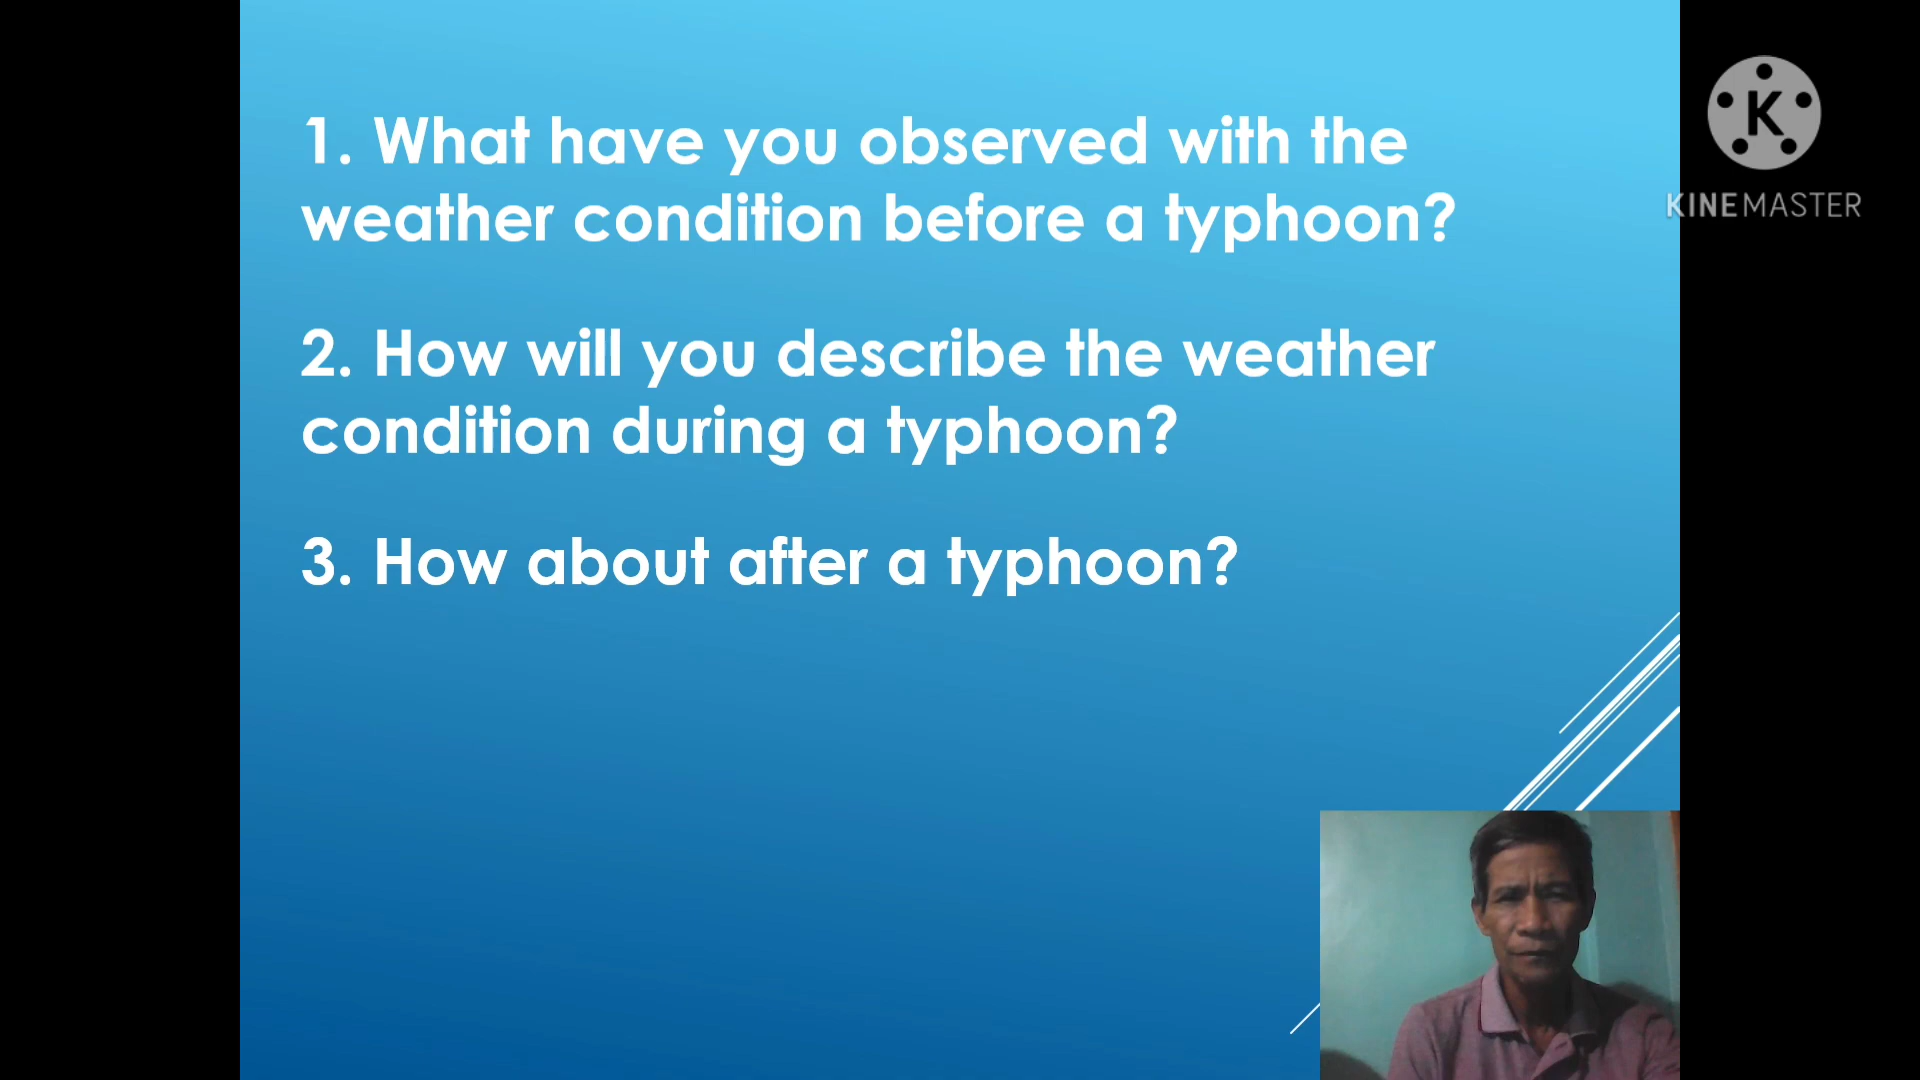 1. What have you observed with the
weather condition before a typhoon?
2. How will you describe the weather
condition during a typhoon?
3. How about after a typhoon?
K
KINEMASTER